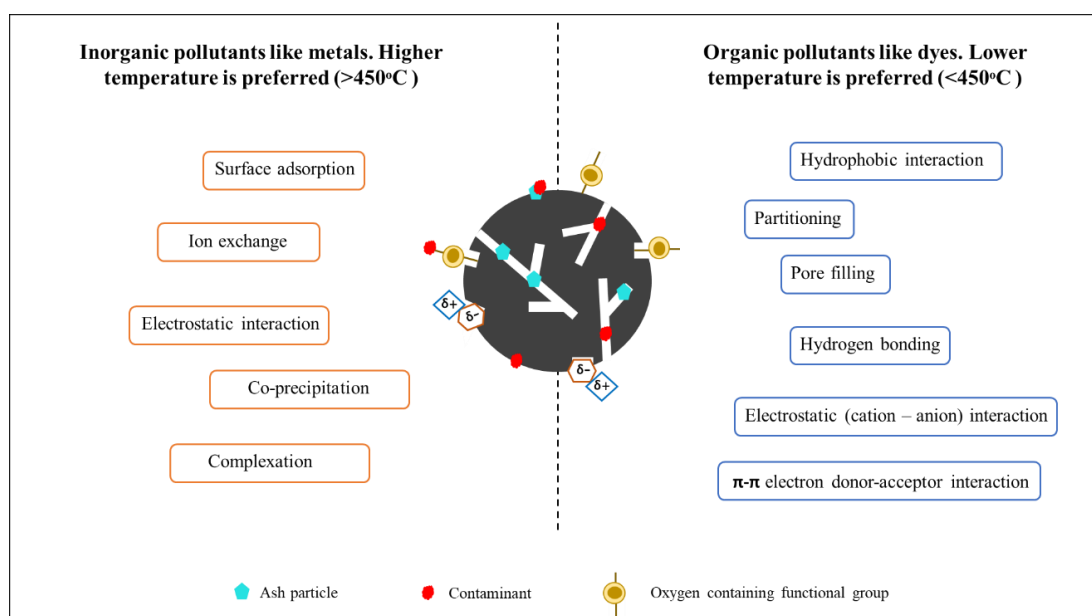 Inorganic pollutants like metals. Higher
temperature is preferred (>450°C )
Organic pollutants like dyes. Lower
temperature is preferred (<450°C)
Surface adsorption
Ion exchange
Electrostatic interaction
Co-precipitation
Complexation
δ+
δ-
δ-
δ+
Hydrophobic interaction
Partitioning
Pore filling
Hydrogen bonding
Electrostatic (cation – anion) interaction
π-π electron donor-acceptor interaction
Ash particle
Contaminant
Oxygen containing functional group